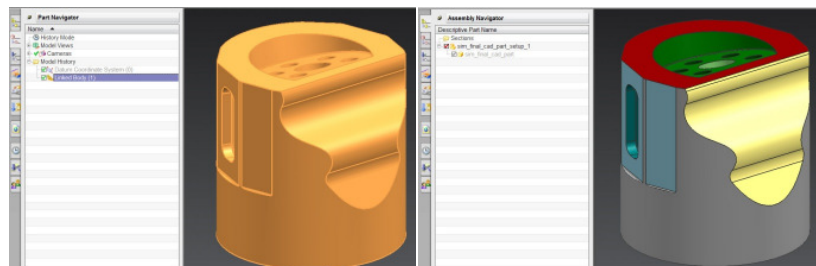 Part Navigator
Name
History Mode
Model Views
Cameras
Model History
Datum Coordinate System (0)
Linked Body (1)
Assembly Navigator
Descriptive Part Name
Sections
sim_final_cad_part_setup_1
sim_final_cad_part